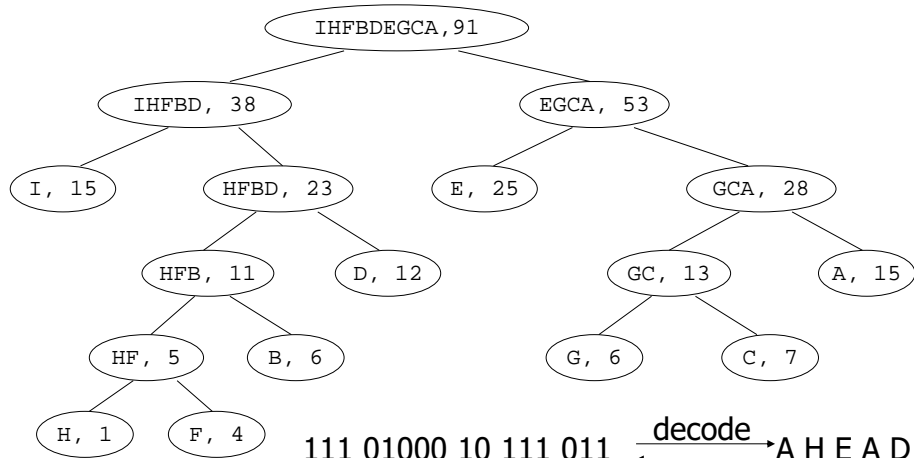 IHFBDEGCA,91
IHFBD, 38 EGCA, 53
I, 15 HFBD, 23 E, 25 GCA, 28
HFB, 11 D, 12 GC, 13 A, 15
HF, 5 B, 6 G, 6 C, 7
H, 1 F, 4
111 01000 10 111 011 decode A H E A D